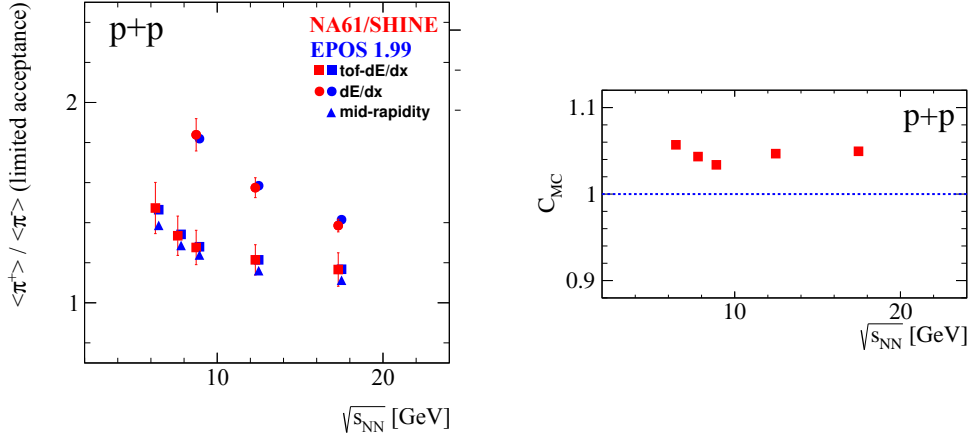 p+p
NA61/SHINE
EPOS 1.99
tof-dE/dx
dE/dx
mid-rapidity
<π⁺> / <π⁻> (limited acceptance)
2
1
10
20
√s_NN [GeV]
p+p
C_MC
1.1
1
0.9
10
20
√s_NN [GeV]